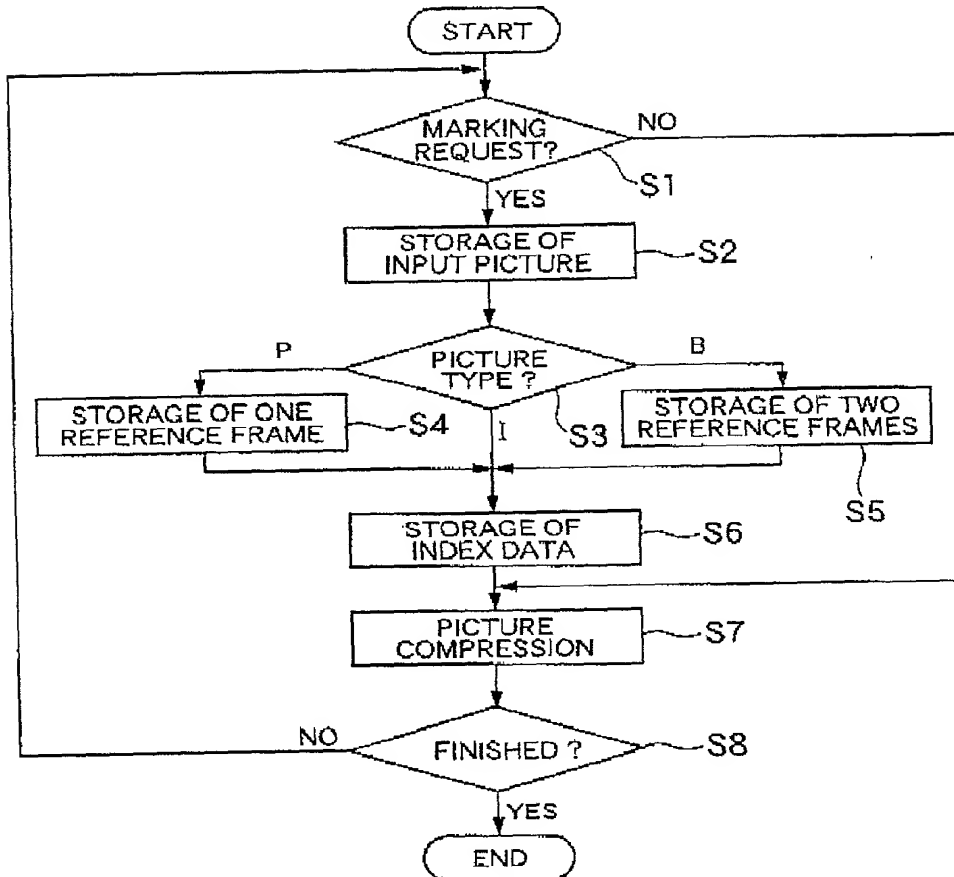 START
MARKING
REQUEST?
NO
S1
YES
STORAGE OF
INPUT PICTURE
S2
P
PICTURE
TYPE ?
B
S3
STORAGE OF ONE
REFERENCE FRAME
S4
I
STORAGE OF TWO
REFERENCE FRAMES
S5
STORAGE OF
INDEX DATA
S6
PICTURE
COMPRESSION
S7
NO
FINISHED ?
S8
YES
END